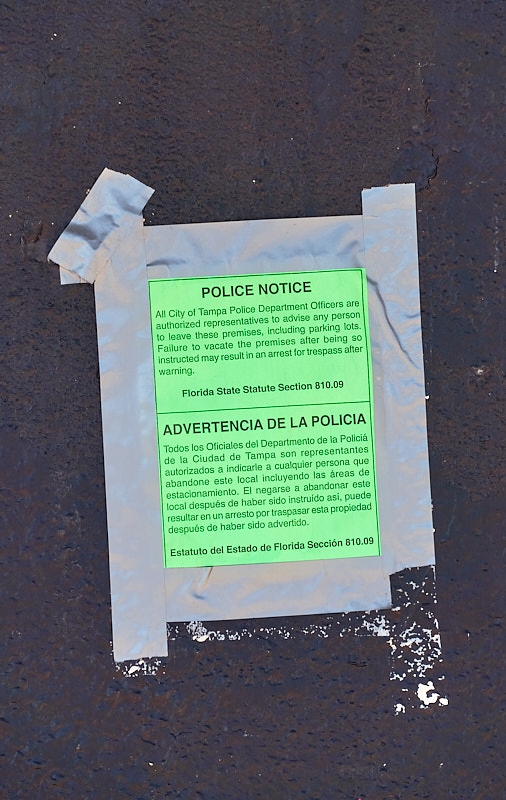 POLICE NOTICE
All City of Tampa Police Department Officers are
authorized representatives to advise any person
to leave these premises, including parking lots.
Failure to vacate the premises after being so
instructed may result in an arrest for trespass after
warning.
Florida State Statute Section 810.09
ADVERTENCIA DE LA POLICIA
Todos los Oficiales del Departmento de la Policiá
de la Ciudad de Tampa son representantes
autorizados a indicarle a cualquier persona que
abandone este local incluyendo las áreas de
estacionamiento. El negarse a abandonar este
local después de haber sido instruido asi, puede
resultar en un arresto por traspasar esta propiedad
después de haber sido advertido.
Estatuto del Estado de Florida Sección 810.09